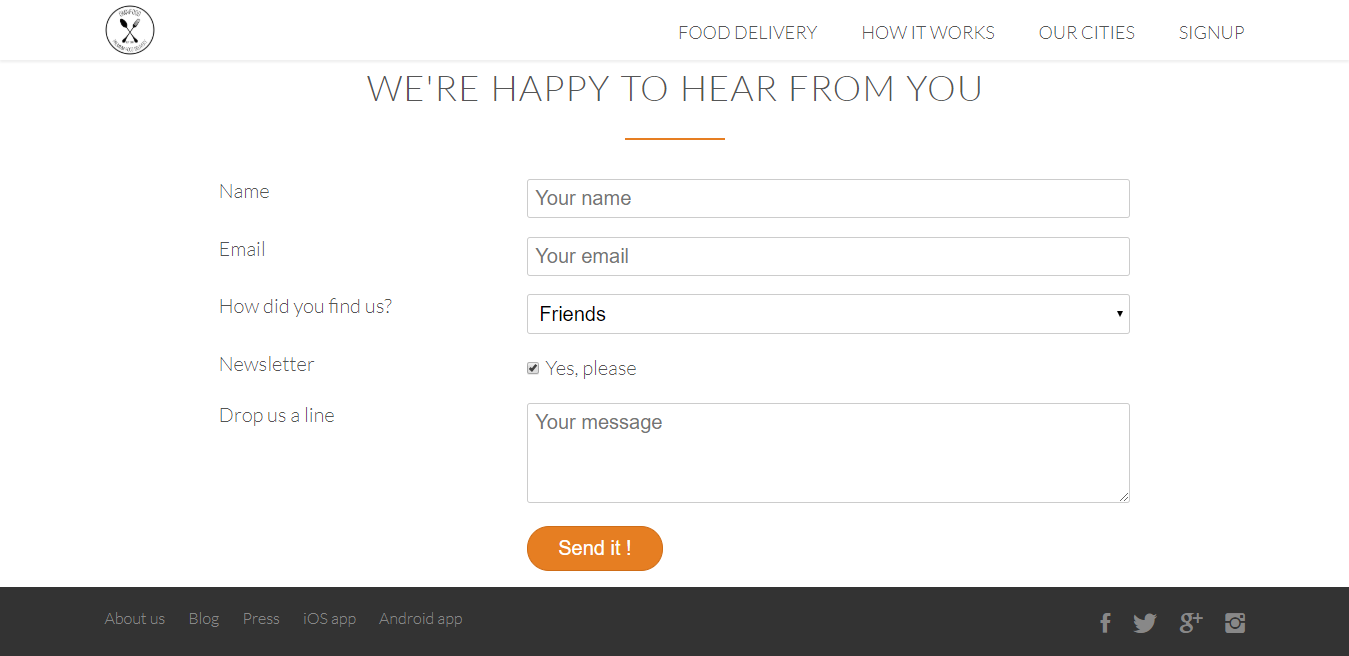 FOOD DELIVERY HOW IT WORKS OUR CITIES SIGNUP
WE'RE HAPPY TO HEAR FROM YOU
Name
Your name
Email
Your email
How did you find us?
Friends
Newsletter
Yes, please
Drop us a line
Your message
Send it !
About us Blog Press iOS app Android app